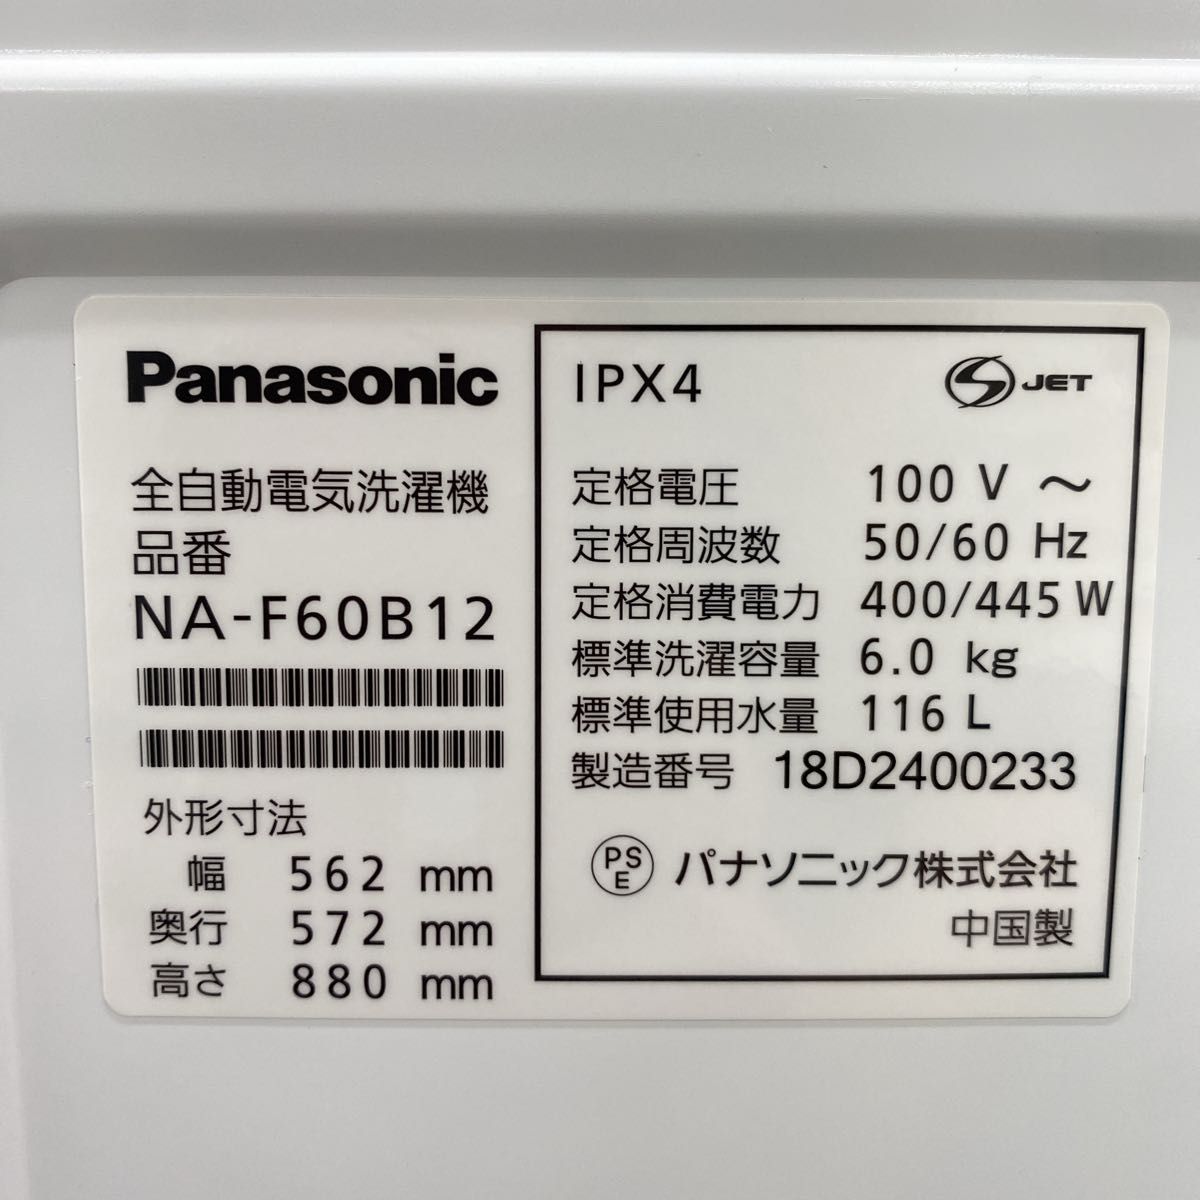 Panasonic
全自動電気洗濯機
品番
NA-F60B12
外形寸法
幅 562 mm
奥行 572 mm
高さ 880 mm
IPX4
S JET
定格電圧 100 V ～
定格周波数 50/60 Hz
定格消費電力 400/445 W
標準洗濯容量 6.0 kg
標準使用水量 116 L
製造番号 18D2400233
PSE パナソニック株式会社
中国製